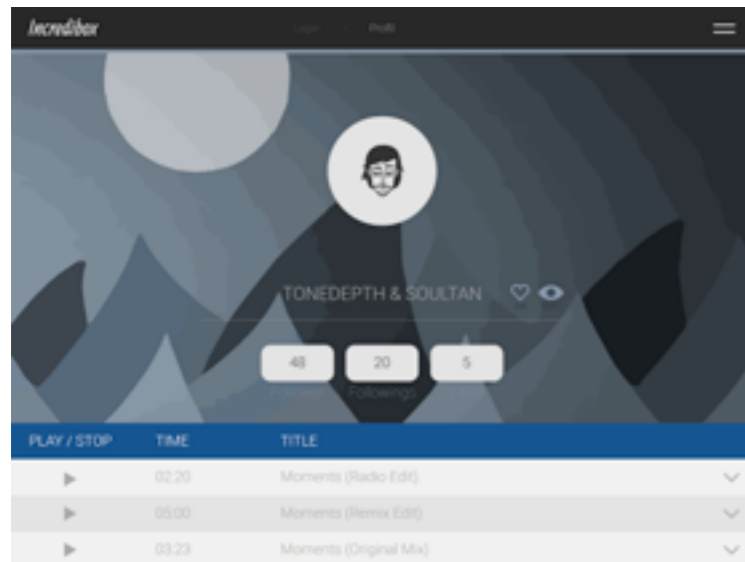 Incredibox Login Profil
TONEDEPTH & SOULTAN
48 20 5
Followings
PLAY / STOP TIME TITLE
02:20 Moments (Radio Edit)
05:00 Moments (Remix Edit)
03:23 Moments (Original Mix)